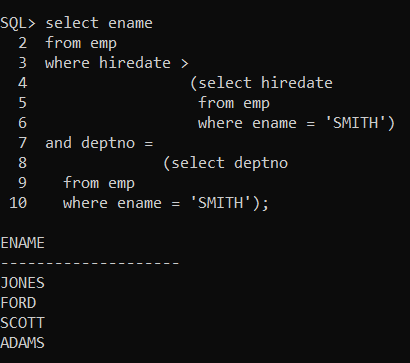 SQL> select ename
  2  from emp
  3  where hiredate >
  4                  (select hiredate
  5                   from emp
  6                   where ename = 'SMITH')
  7  and deptno =
  8               (select deptno
  9    from emp
 10    where ename = 'SMITH');
ENAME
--------------------
JONES
FORD
SCOTT
ADAMS